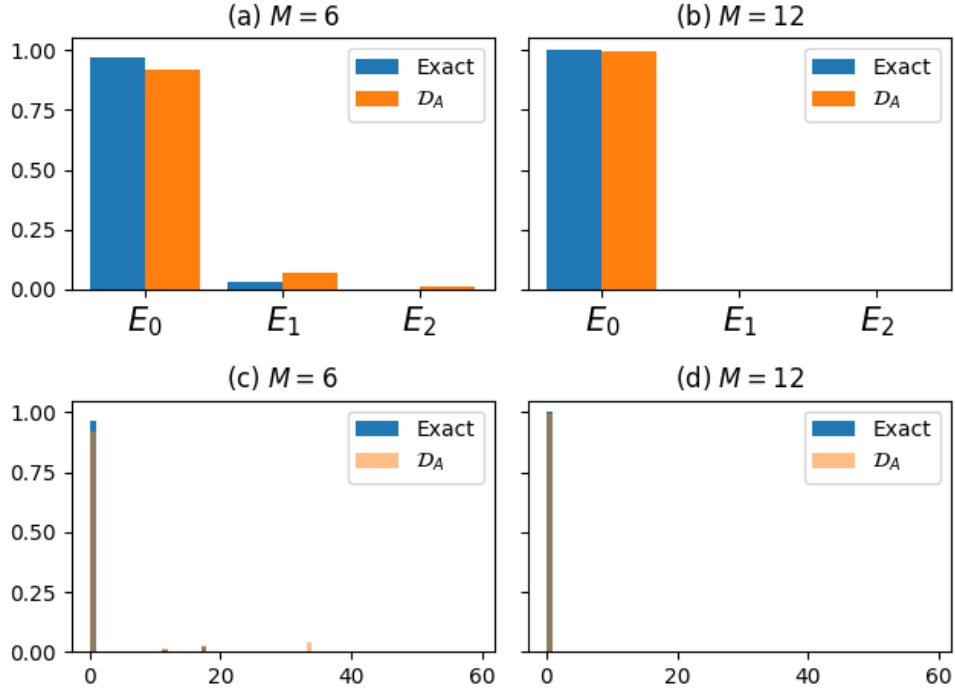 (a) M = 6
1.00
0.75
0.50
0.25
0.00
Exact
𝒟_A
E_0 E_1 E_2
(b) M = 12
Exact
𝒟_A
E_0 E_1 E_2
(c) M = 6
1.00
0.75
0.50
0.25
0.00
Exact
𝒟_A
0 20 40 60
(d) M = 12
Exact
𝒟_A
0 20 40 60